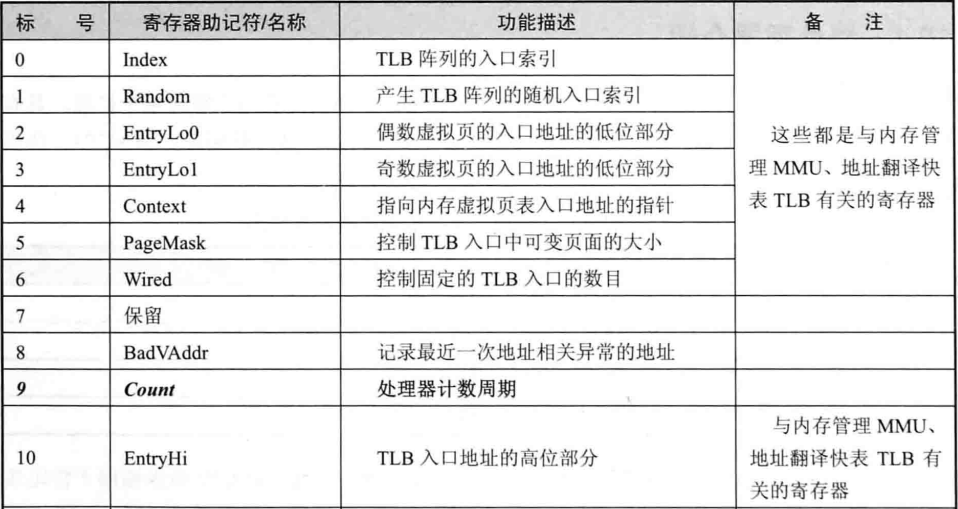 标 号 寄存器助记符/名称 功能描述 备 注
0 Index TLB 阵列的入口索引
1 Random 产生 TLB 阵列的随机入口索引
2 EntryLo0 偶数虚拟页的入口地址的低位部分
3 EntryLo1 奇数虚拟页的入口地址的低位部分
4 Context 指向内存虚拟页表入口地址的指针
5 PageMask 控制 TLB 入口中可变页面的大小
6 Wired 控制固定的 TLB 入口的数目
这些都是与内存管
理 MMU、地址翻译快
表 TLB 有关的寄存器
7 保留
8 BadVAddr 记录最近一次地址相关异常的地址
9 Count 处理器计数周期
10 EntryHi TLB 入口地址的高位部分
与内存管理 MMU、
地址翻译快表 TLB 有
关的寄存器